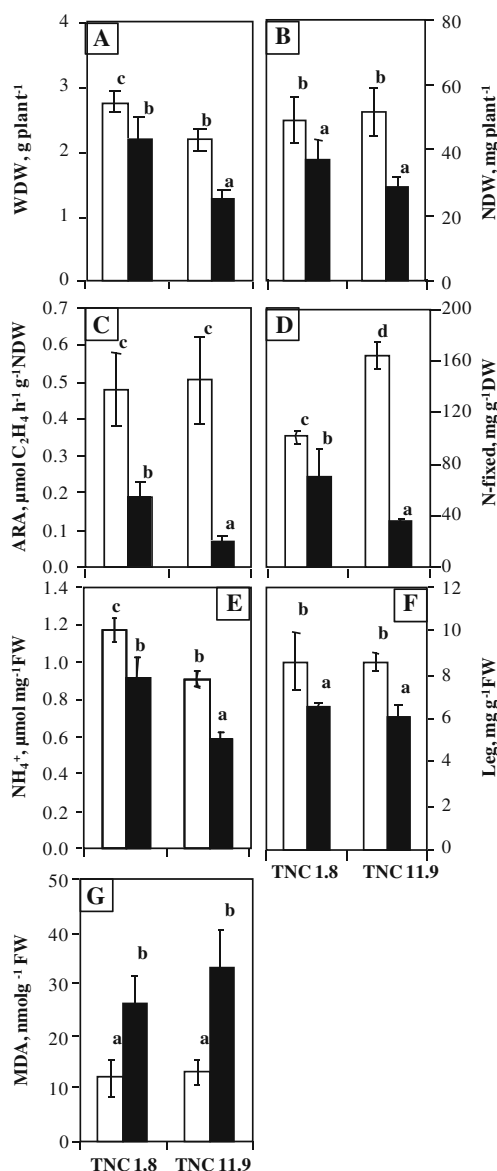 A
WDW, g plant-1
4
3
2
1
0
c
b
b
a
B
NDW, mg plant-1
80
60
40
20
0
b
a
b
a
C
ARA, μmol C2H4 h-1 g-1NDW
0.7
0.6
0.5
0.4
0.3
0.2
0.1
0.0
c
b
c
a
D
N-fixed, mg g-1DW
200
160
120
80
40
0
c
b
d
a
E
NH4+, μmol mg-1FW
1.4
1.2
1.0
0.8
0.6
0.4
0.2
0.0
c
b
b
a
F
Leg, mg g-1FW
12
10
8
6
4
2
0
b
a
b
a
TNC 1.8 TNC 11.9
G
MDA, nmolg -1 FW
50
40
30
20
10
0
a
b
a
b
TNC 1.8 TNC 11.9